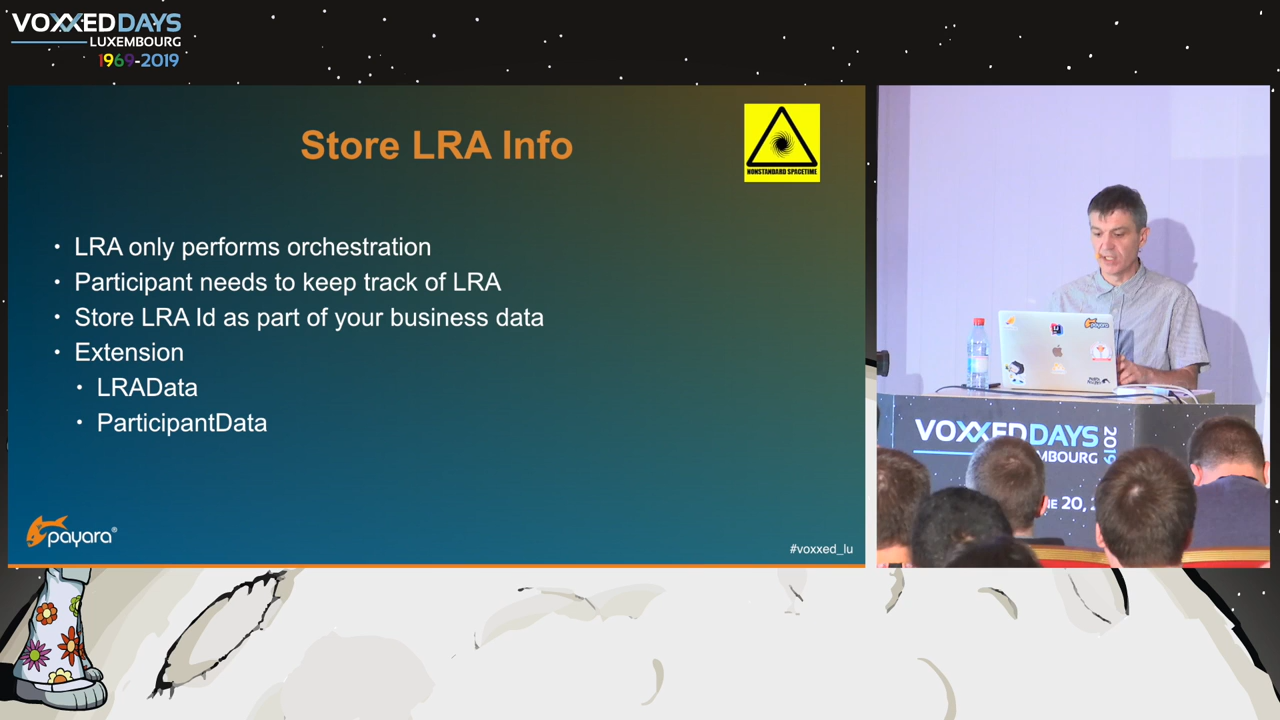 VOXXEDDAYS
LUXEMBOURG
1969-2019
Store LRA Info
NONSTANDARD SPACETIME
• LRA only performs orchestration
• Participant needs to keep track of LRA
• Store LRA Id as part of your business data
• Extension
• LRAData
• ParticipantData
payara®
#voxxed_lu
payara
VOXXEDDAYS
2019
MBOURG
20,